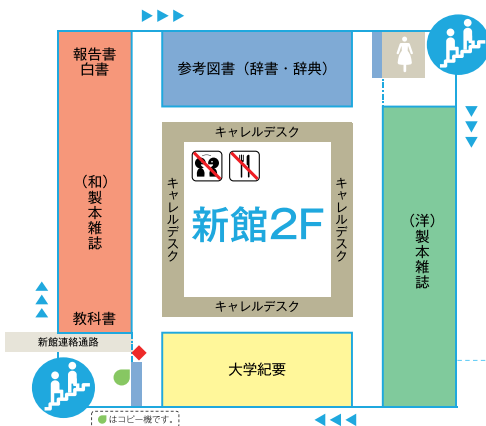 報告書
白書
参考図書（辞書・辞典）
キャレルデスク
キャレルデスク
キャレルデスク
新館2F
（和）製本雑誌
（洋）製本雑誌
キャレルデスク
教科書
新館連絡通路
大学紀要
はコピー機です。